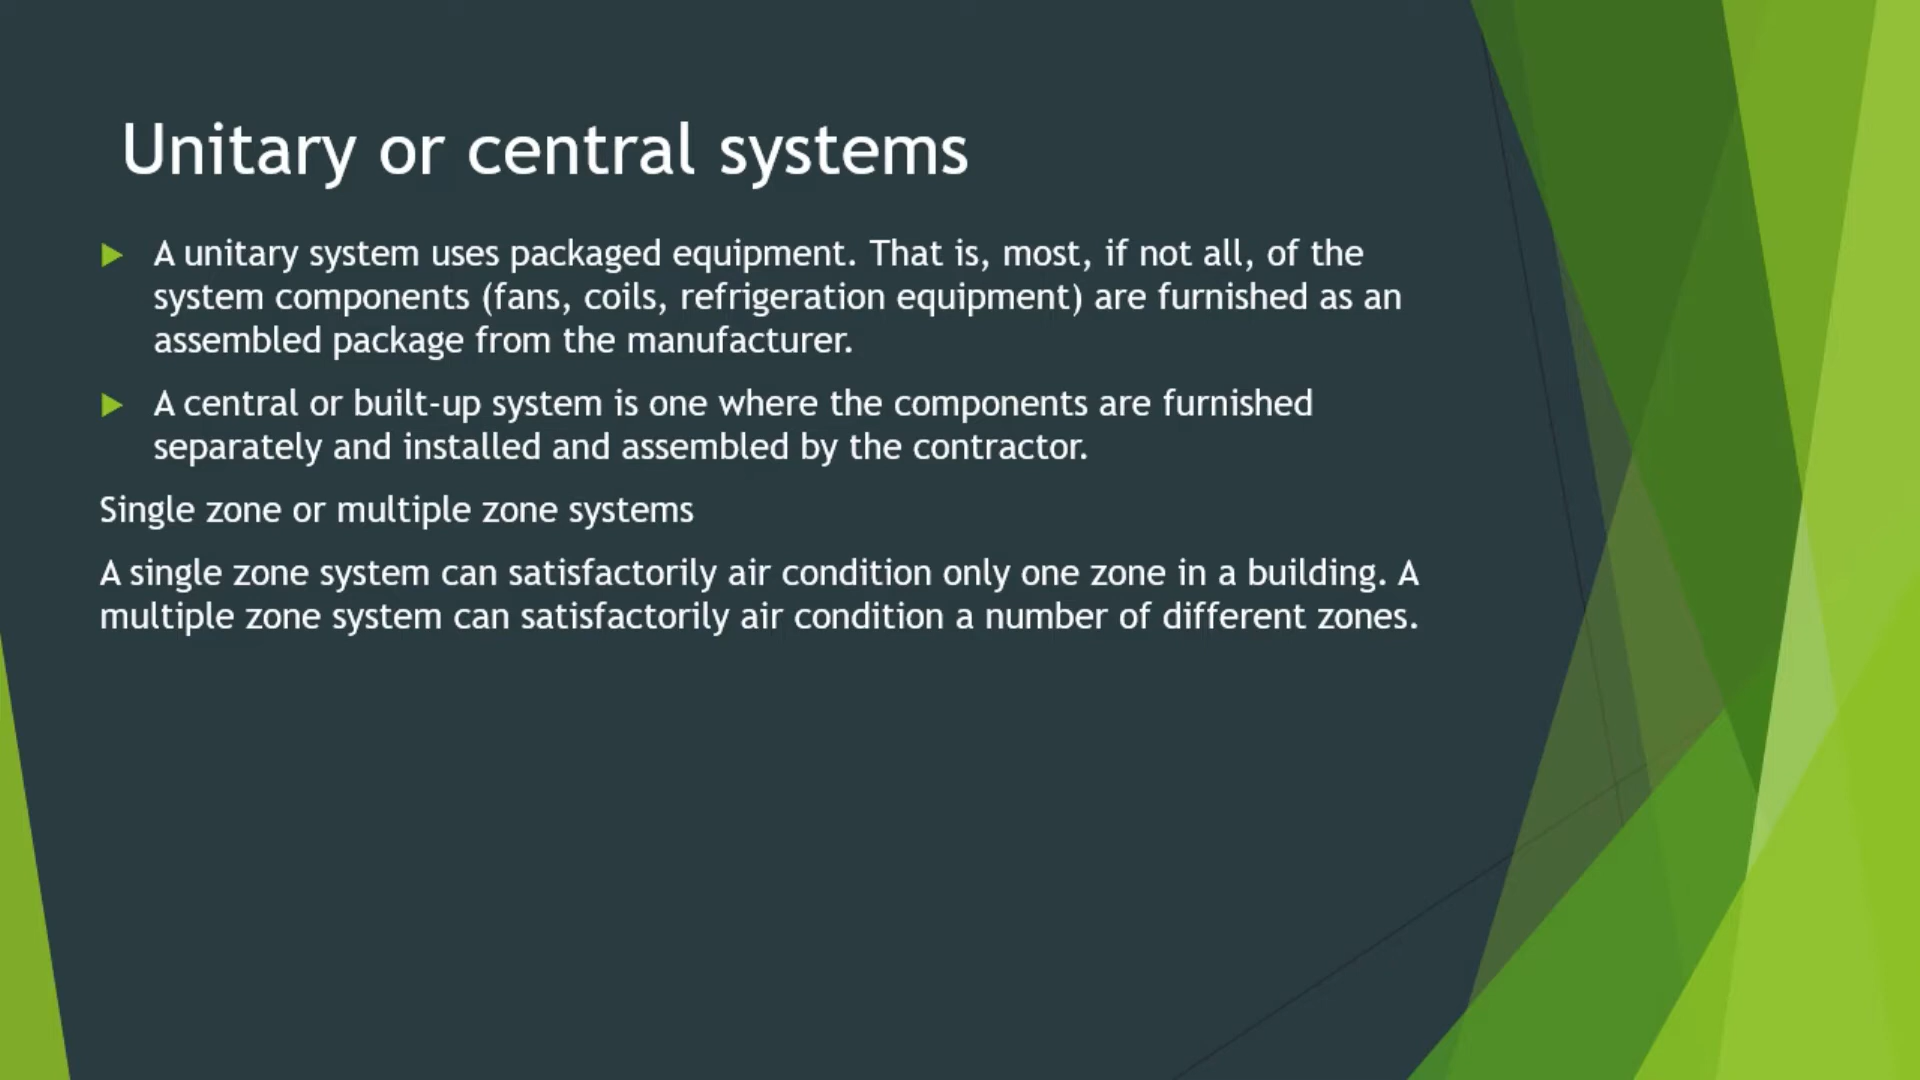 Unitary or central systems
A unitary system uses packaged equipment. That is, most, if not all, of the
system components (fans, coils, refrigeration equipment) are furnished as an
assembled package from the manufacturer.
A central or built-up system is one where the components are furnished
separately and installed and assembled by the contractor.
Single zone or multiple zone systems
A single zone system can satisfactorily air condition only one zone in a building. A
multiple zone system can satisfactorily air condition a number of different zones.